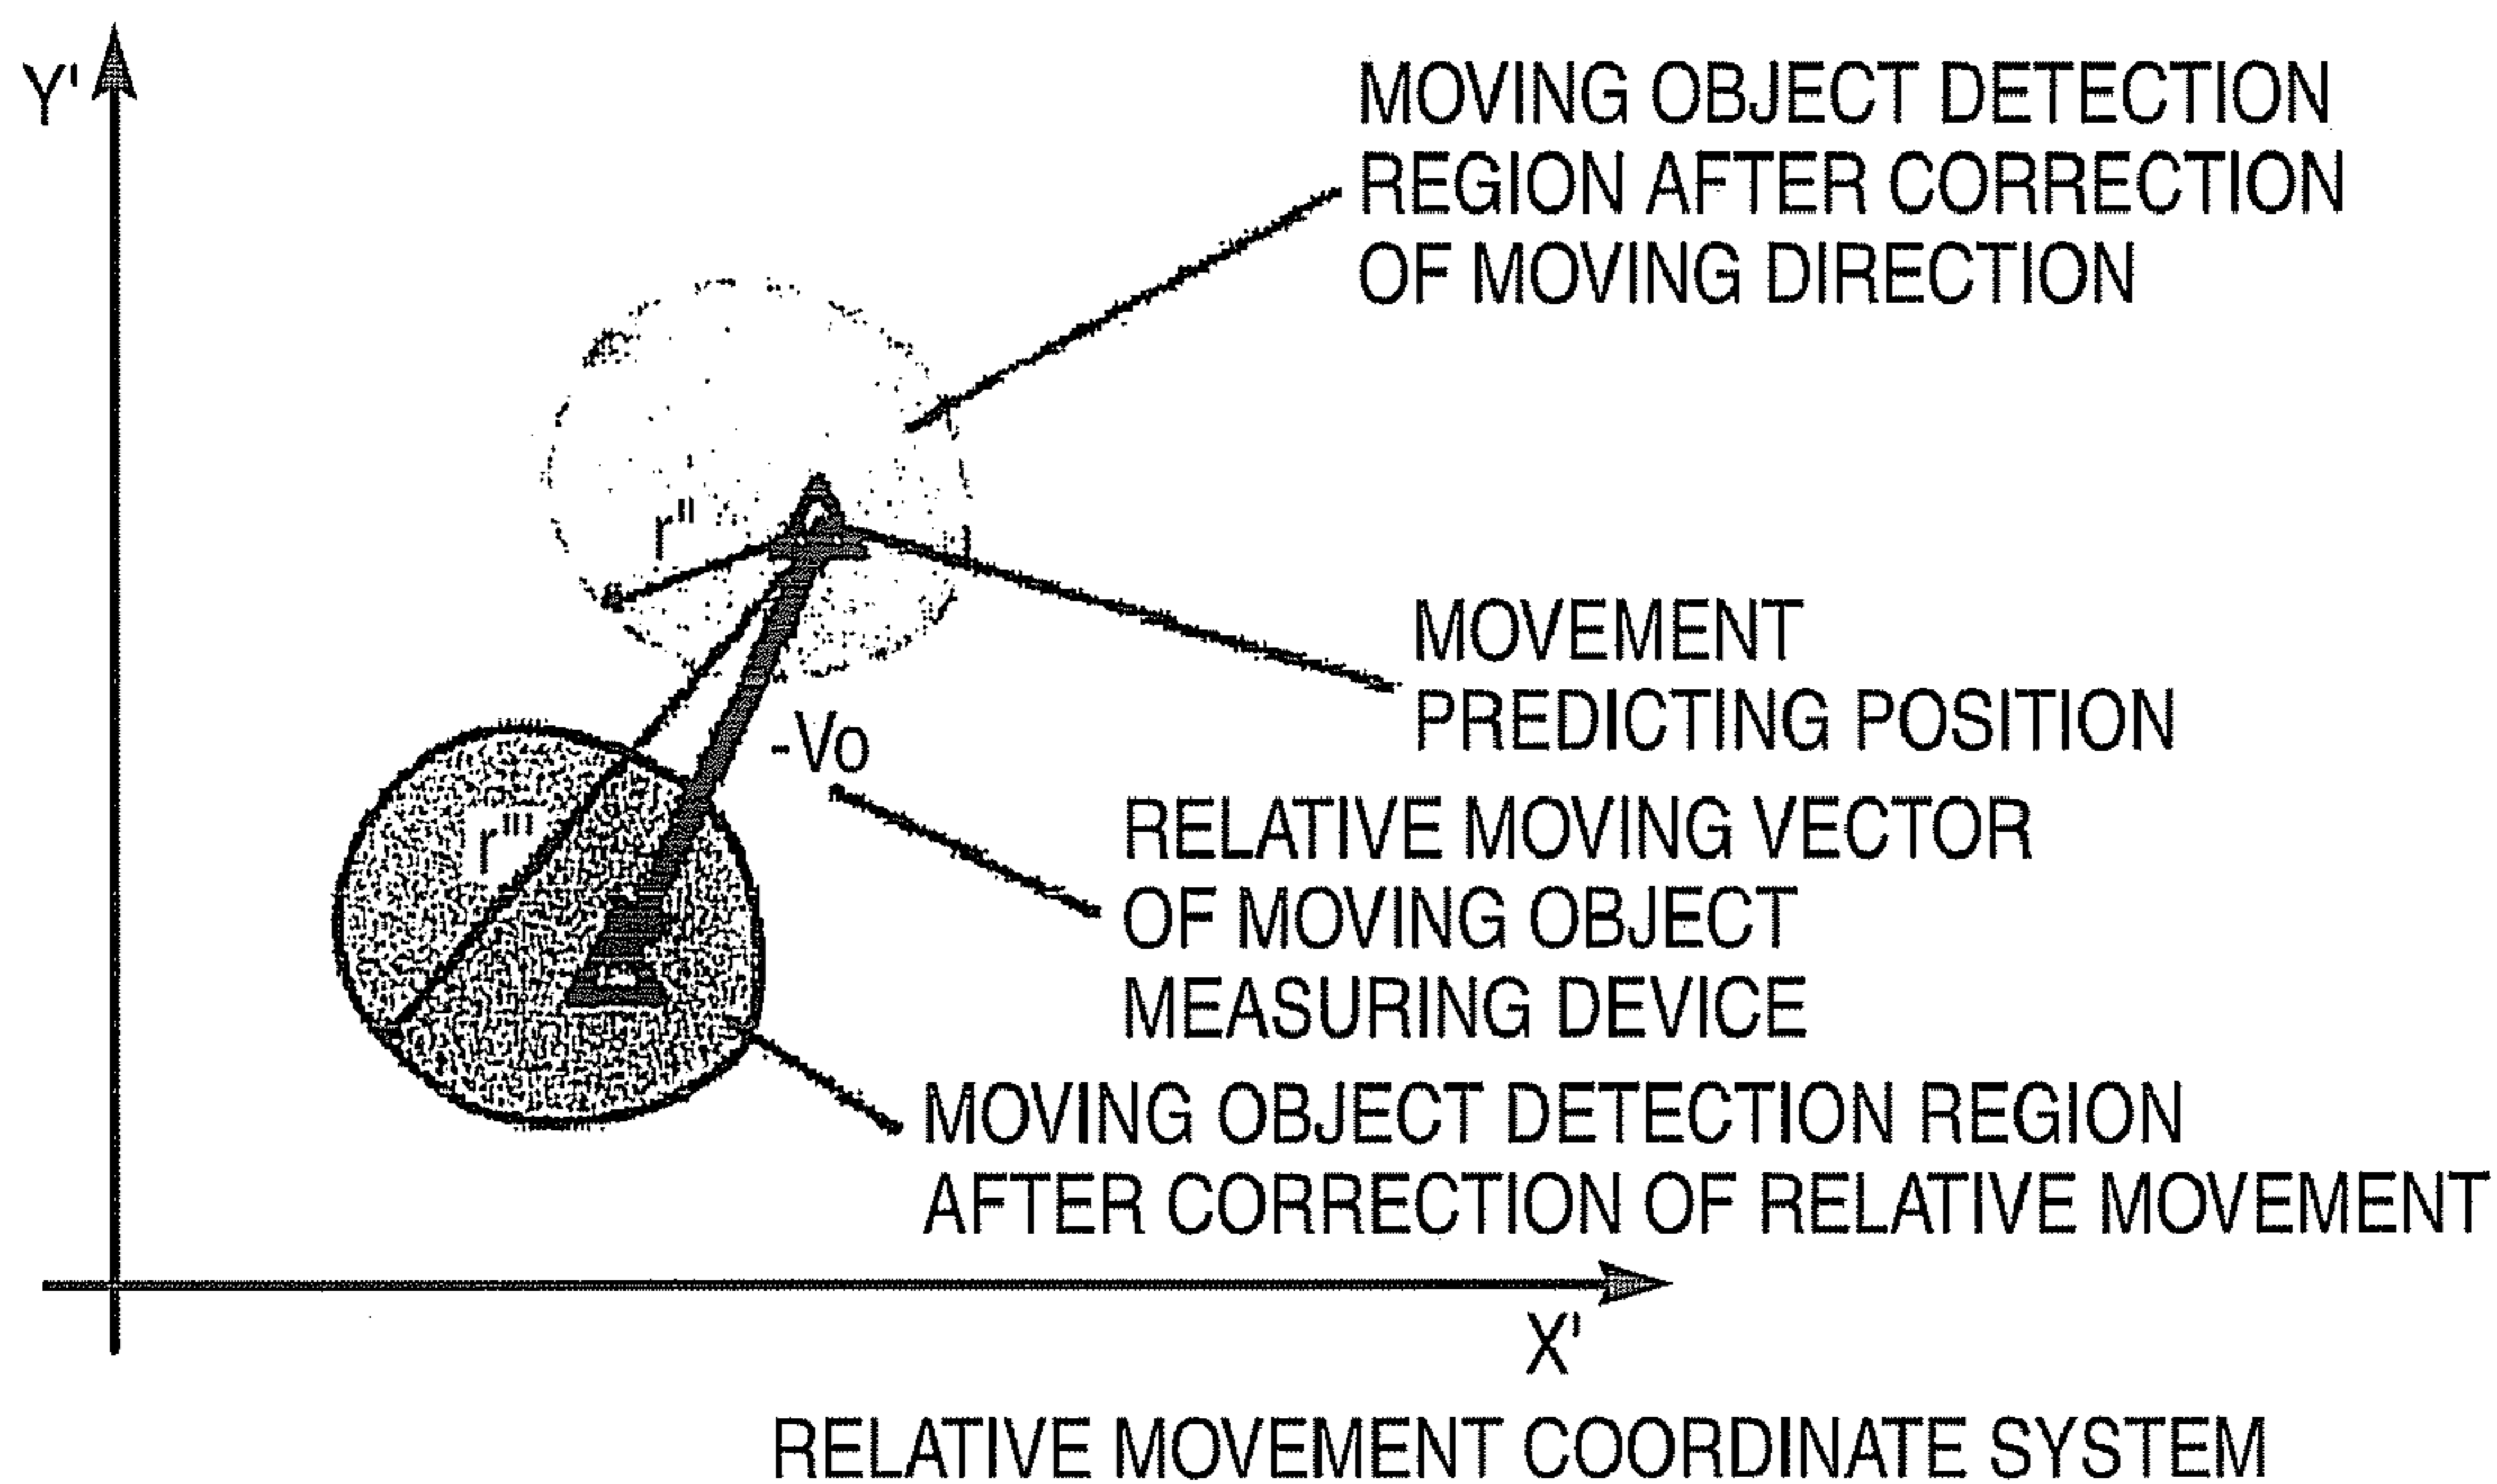 Y'
MOVING OBJECT DETECTION
REGION AFTER CORRECTION
OF MOVING DIRECTION
r"
MOVEMENT
PREDICTING POSITION
-Vo
RELATIVE MOVING VECTOR
OF MOVING OBJECT
MEASURING DEVICE
r'''
MOVING OBJECT DETECTION REGION
AFTER CORRECTION OF RELATIVE MOVEMENT
X'
RELATIVE MOVEMENT COORDINATE SYSTEM